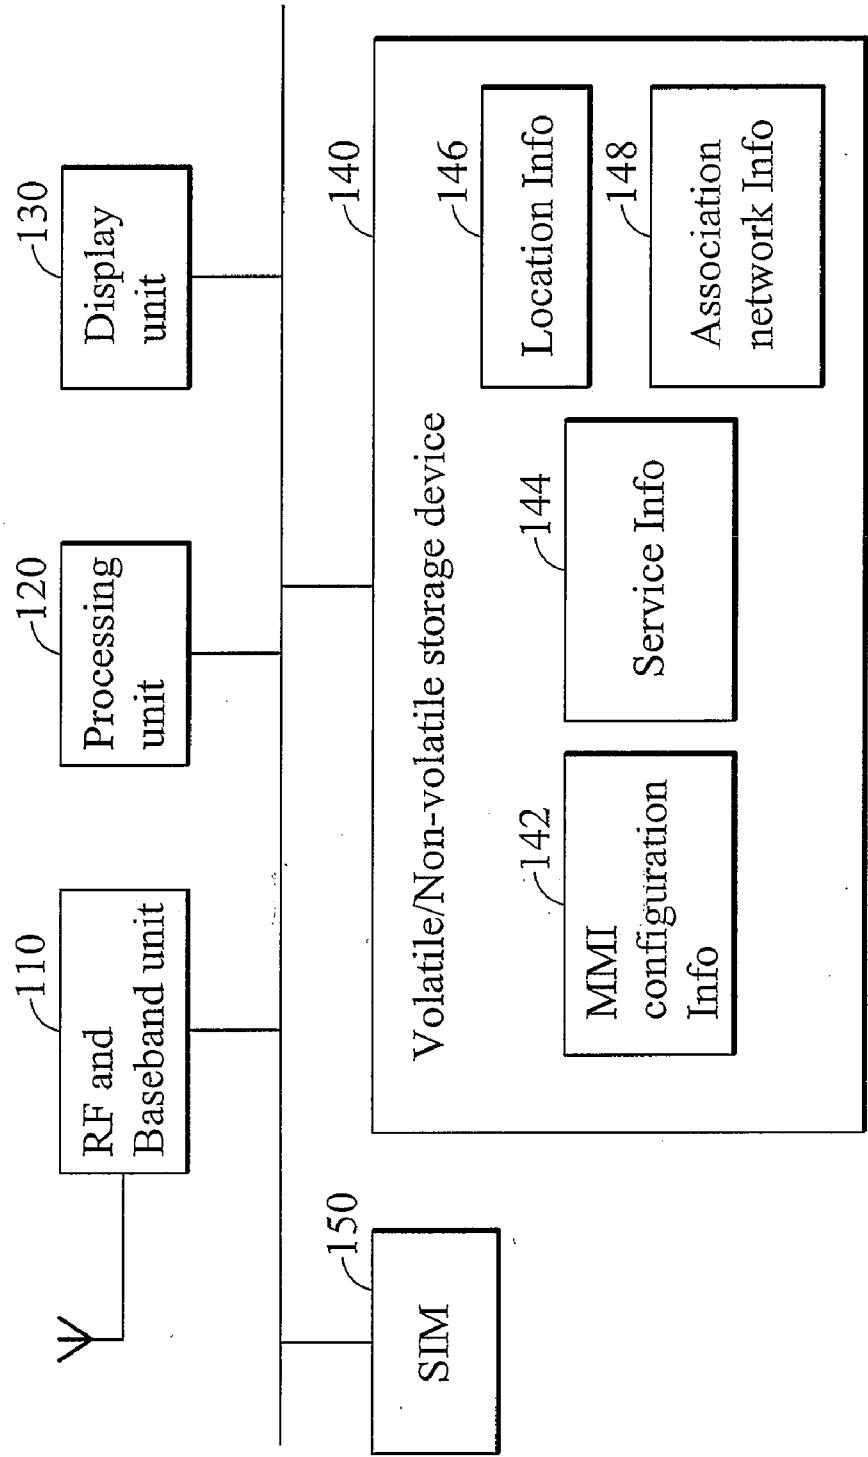 110
RF and
Baseband unit
120
Processing
unit
130
Display
unit
150
SIM
140
Volatile/Non-volatile storage device
142
MMI
configuration
Info
144
Service Info
146
Location Info
148
Association
network Info